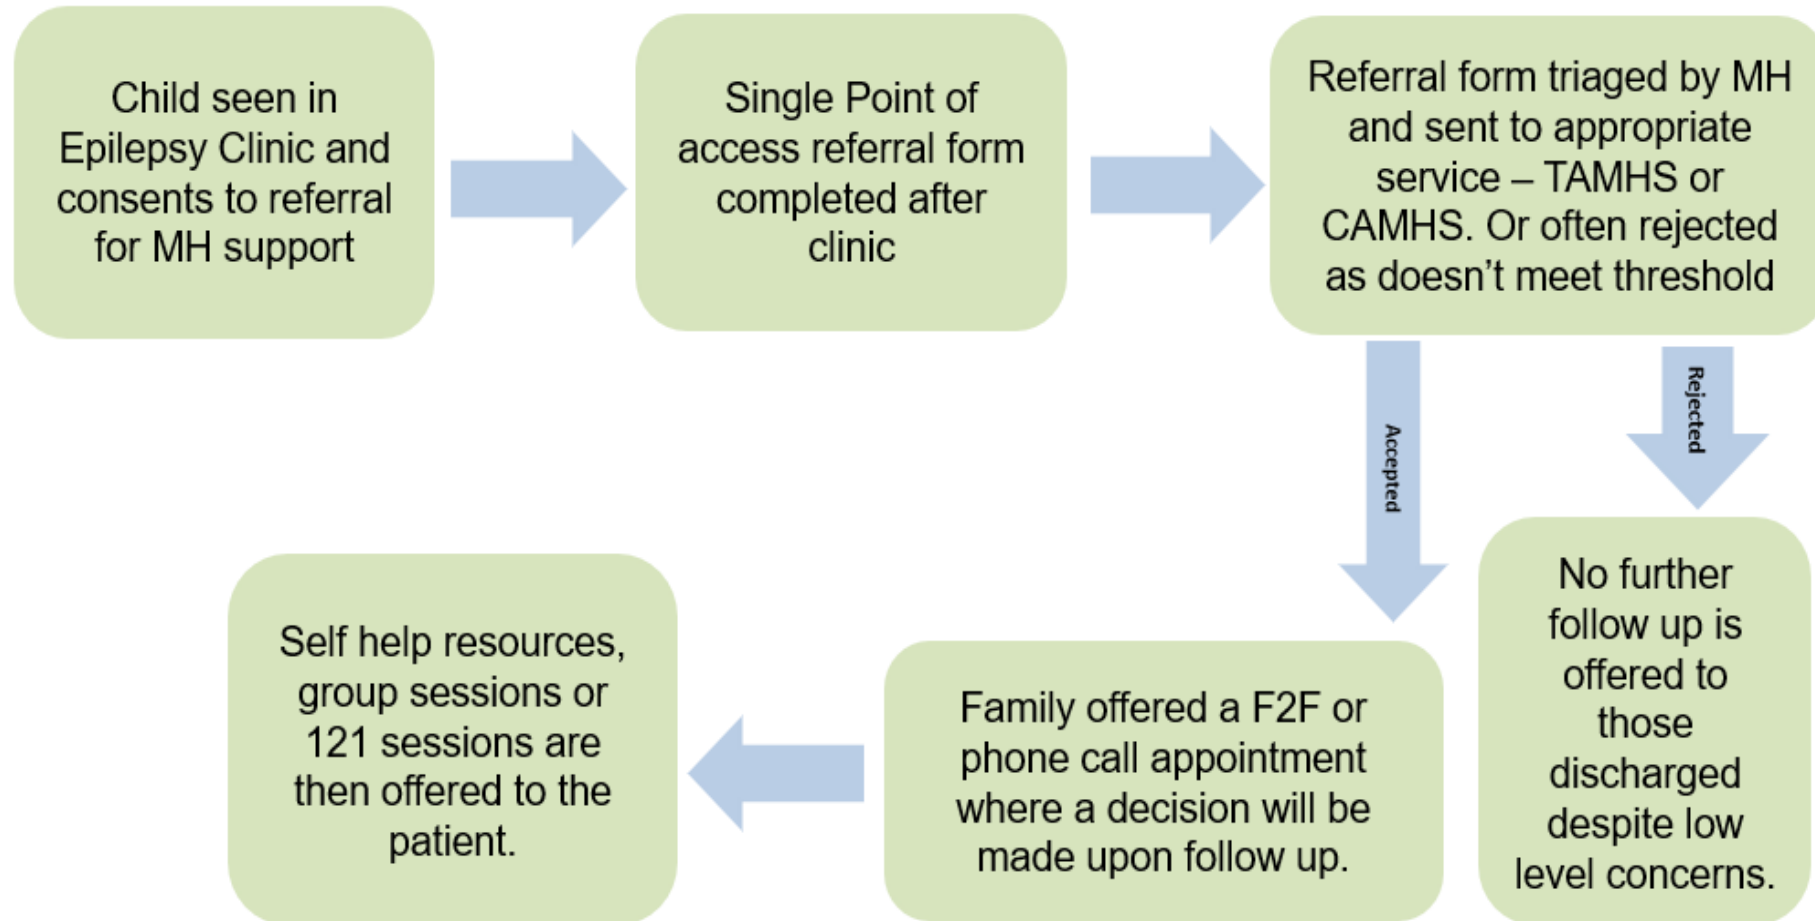 Child seen in
Epilepsy Clinic and
consents to referral
for MH support
Single Point of
access referral form
completed after
clinic
Referral form triaged by MH
and sent to appropriate
service – TAMHS or
CAMHS. Or often rejected
as doesn’t meet threshold
Accepted
Rejected
No further
follow up is
offered to
those
discharged
despite low
level concerns.
Family offered a F2F or
phone call appointment
where a decision will be
made upon follow up.
Self help resources,
group sessions or
121 sessions are
then offered to the
patient.